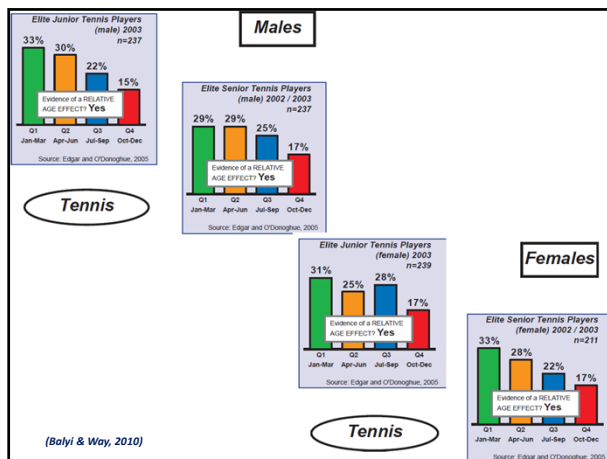 Elite Junior Tennis Players
(male) 2003
n=237
33%
30%
22%
15%
Evidence of a RELATIVE
AGE EFFECT? Yes
Q1 Q2 Q3 Q4
Jan-Mar Apr-Jun Jul-Sep Oct-Dec
Source: Edgar and O'Donoghue, 2005
Males
Elite Senior Tennis Players
(male) 2002 / 2003
n=237
29% 29%
25%
17%
Evidence of a RELATIVE
AGE EFFECT? Yes
Q1 Q2 Q3 Q4
Jan-Mar Apr-Jun Jul-Sep Oct-Dec
Source: Edgar and O'Donoghue, 2005
Tennis
Elite Junior Tennis Players
(female) 2003
n=239
31%
25%
28%
17%
Evidence of a RELATIVE
AGE EFFECT? Yes
Q1 Q2 Q3 Q4
Jan-Mar Apr-Jun Jul-Sep Oct-Dec
Source: Edgar and O'Donoghue, 2005
Females
Elite Senior Tennis Players
(female) 2002 / 2003
n=211
33%
28%
22%
17%
Evidence of a RELATIVE
AGE EFFECT? Yes
Q1 Q2 Q3 Q4
Jan-Mar Apr-Jun Jul-Sep Oct-Dec
Source: Edgar and O'Donoghue, 2005
Tennis
(Balyi & Way, 2010)